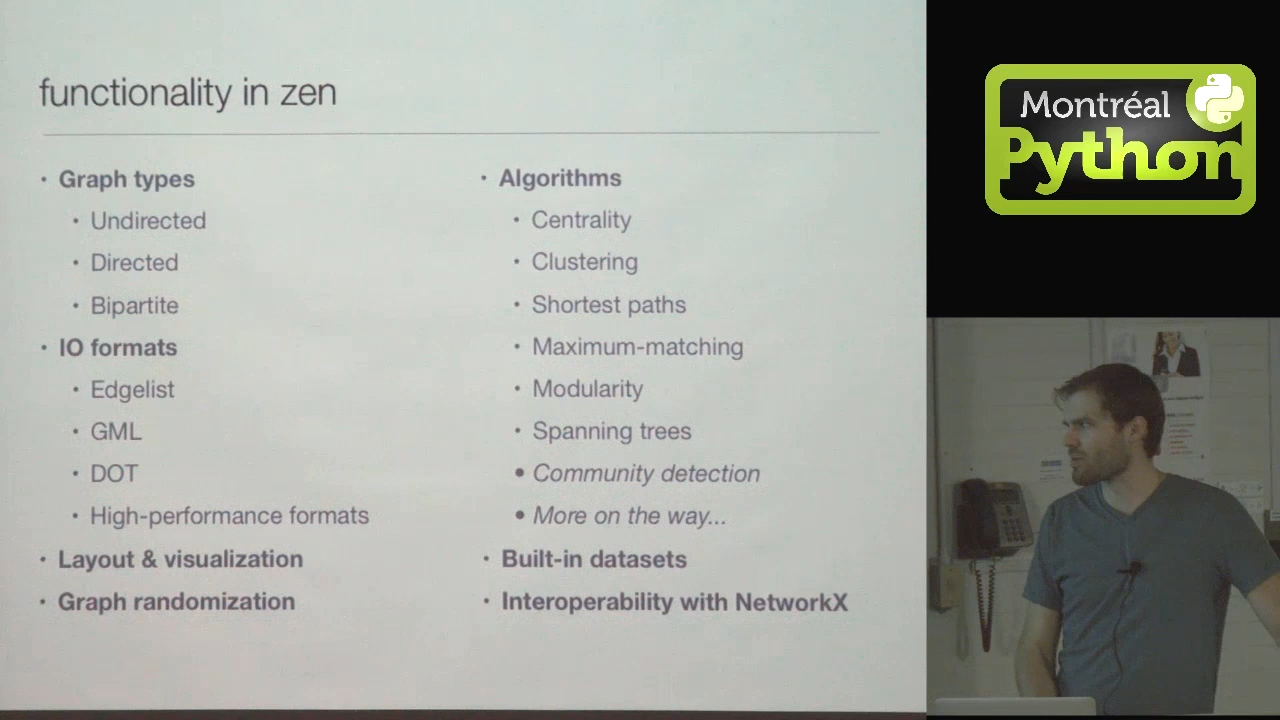 functionality in zen
• Graph types
• Undirected
• Directed
• Bipartite
• IO formats
• Edgelist
• GML
• DOT
• High-performance formats
• Layout & visualization
• Graph randomization
• Algorithms
• Centrality
• Clustering
• Shortest paths
• Maximum-matching
• Modularity
• Spanning trees
• Community detection
• More on the way...
• Built-in datasets
• Interoperability with NetworkX
Montréal
Python